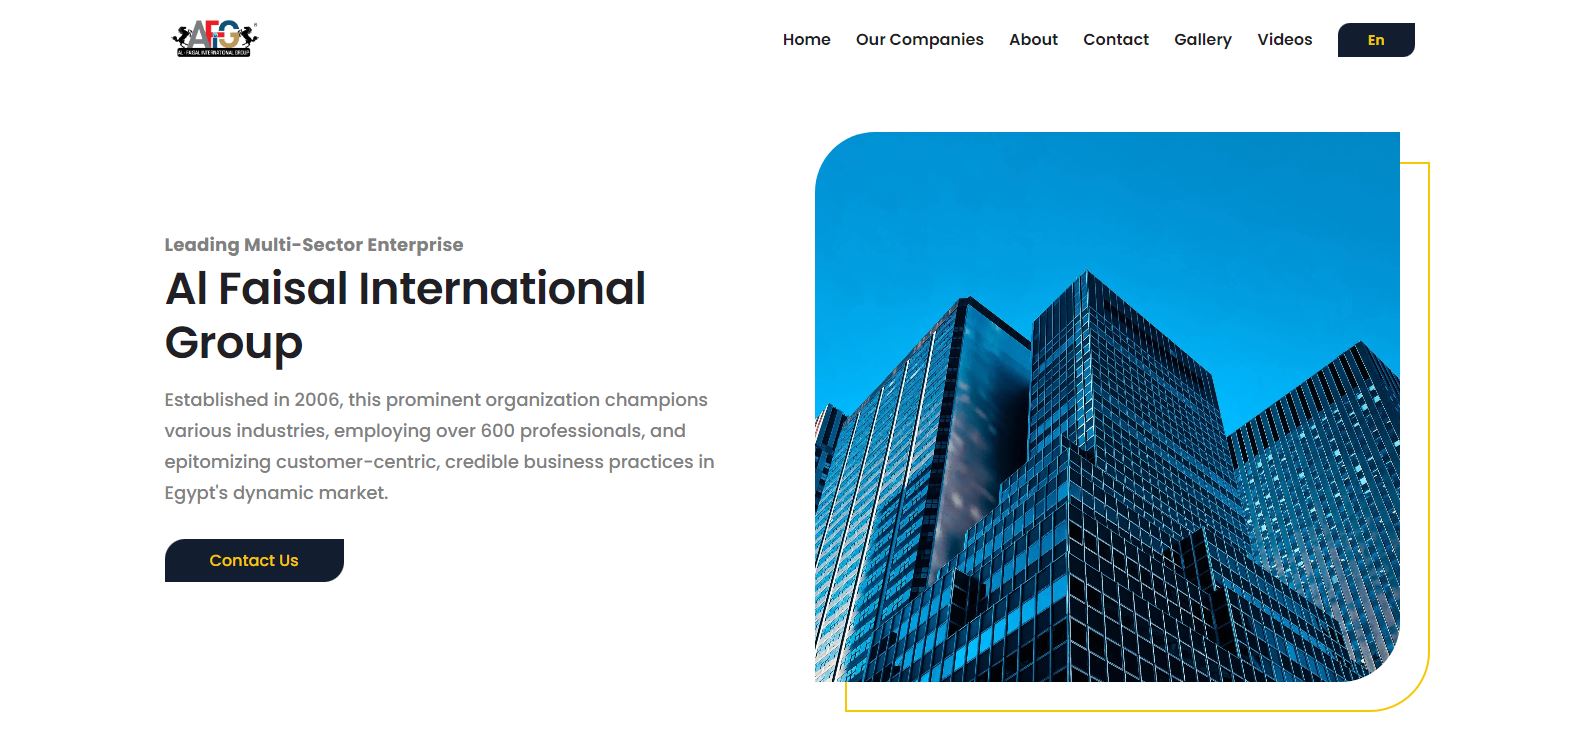 AFG
AL-FAISAL INTERNATIONAL GROUP
Home
Our Companies
About
Contact
Gallery
Videos
En
Leading Multi-Sector Enterprise
Al Faisal International
Group
Established in 2006, this prominent organization champions
various industries, employing over 600 professionals, and
epitomizing customer-centric, credible business practices in
Egypt's dynamic market.
Contact Us